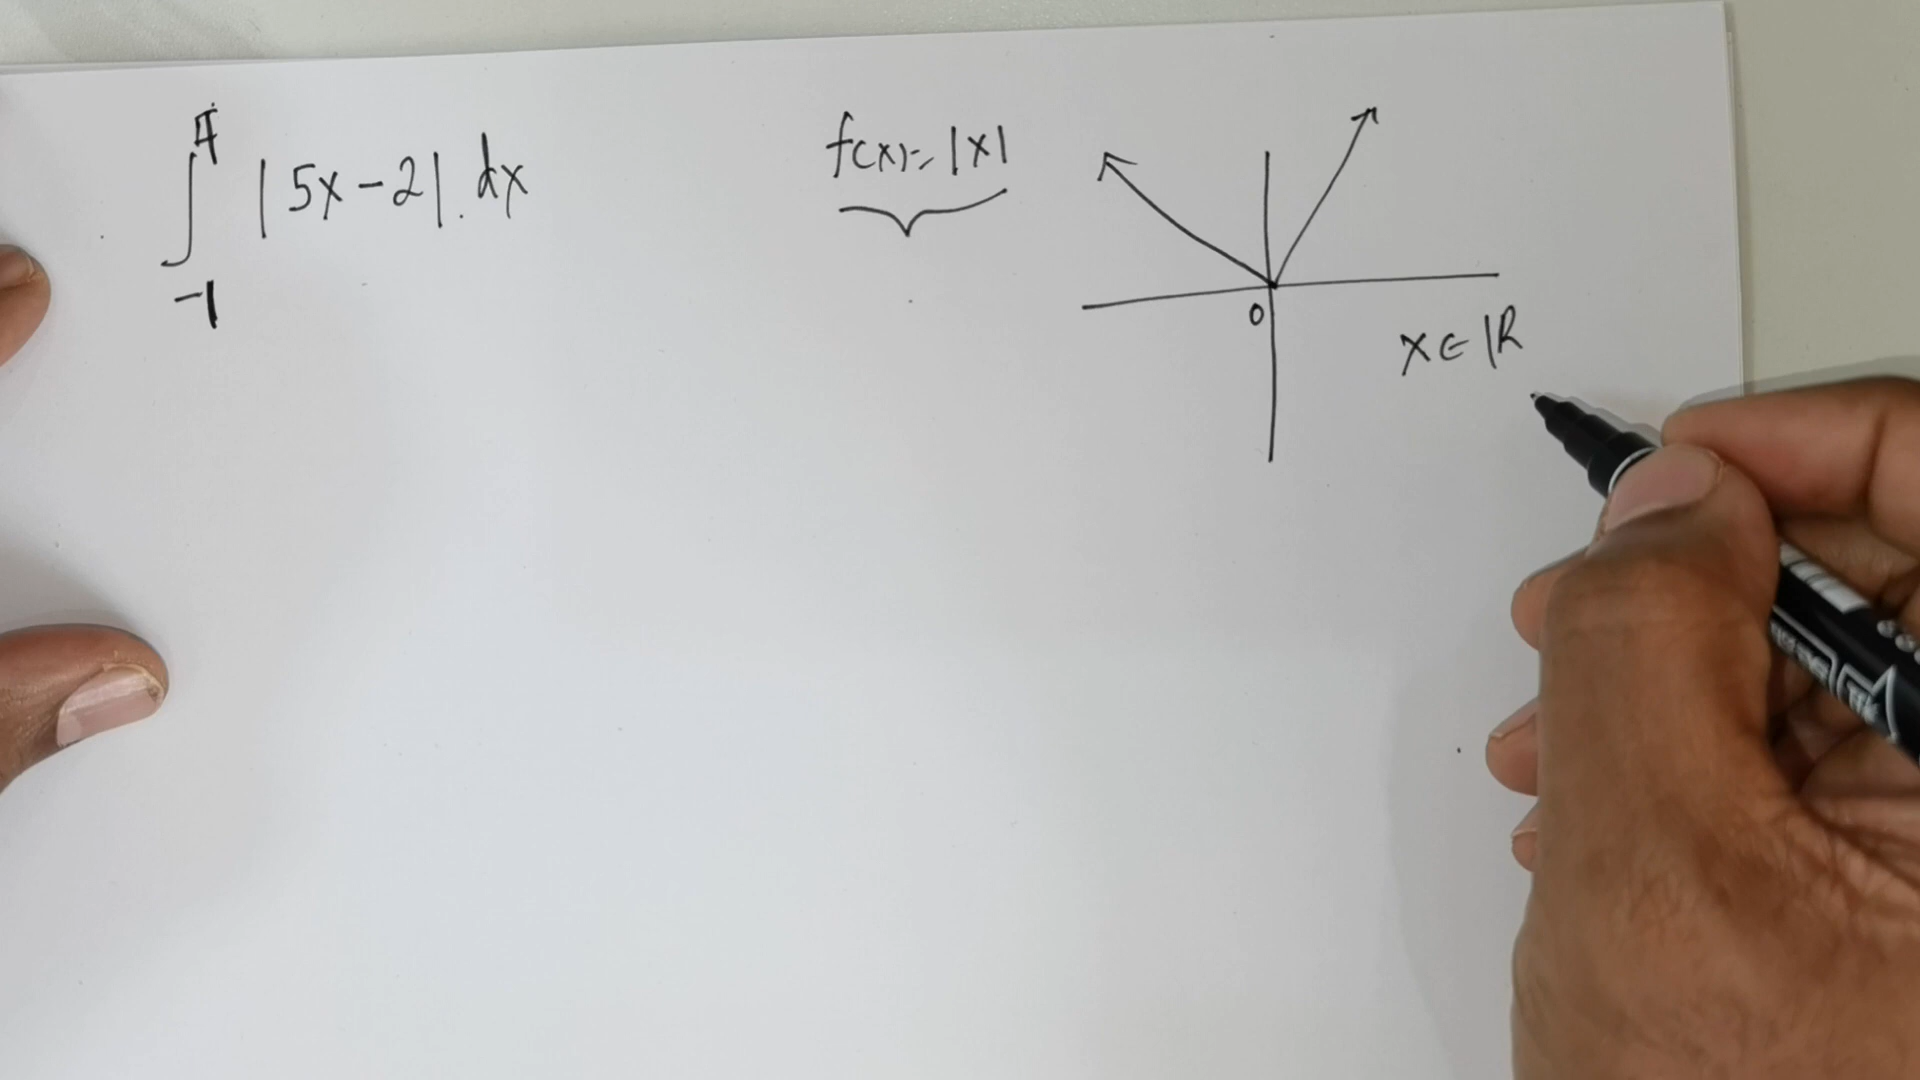 ∫₋₁⁴ |5x-2|.dx
f(x)=|x|
0
x∈ℝ